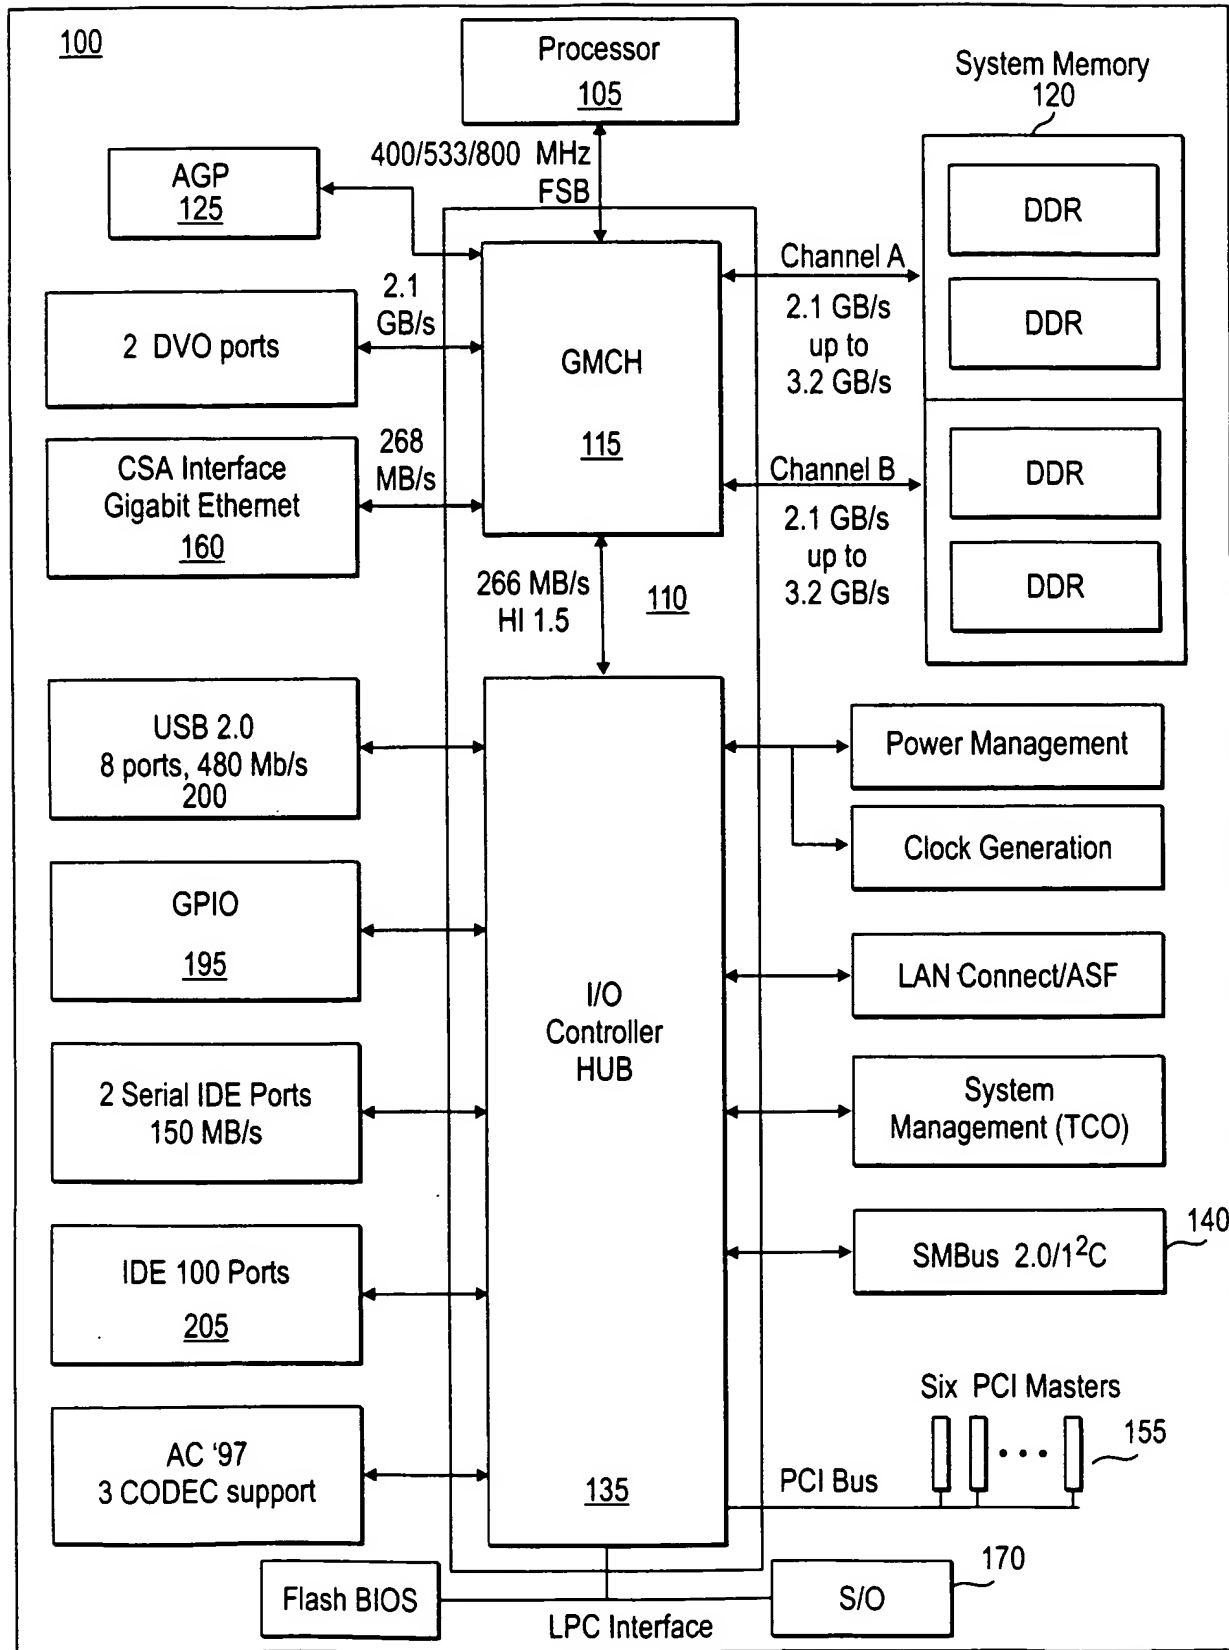 100
Processor
105
System Memory
120
400/533/800 MHz
FSB
AGP
125
DDR
DDR
DDR
DDR
2 DVO ports
2.1
GB/s
GMCH
115
Channel A
2.1 GB/s
up to
3.2 GB/s
CSA Interface
Gigabit Ethernet
160
268
MB/s
Channel B
2.1 GB/s
up to
3.2 GB/s
266 MB/s
HI 1.5
110
USB 2.0
8 ports, 480 Mb/s
200
Power Management
Clock Generation
GPIO
195
I/O
Controller
HUB
135
LAN Connect/ASF
2 Serial IDE Ports
150 MB/s
System
Management (TCO)
IDE 100 Ports
205
SMBus 2.0/1²C
140
AC '97
3 CODEC support
Six PCI Masters
155
PCI Bus
Flash BIOS
LPC Interface
S/O
170